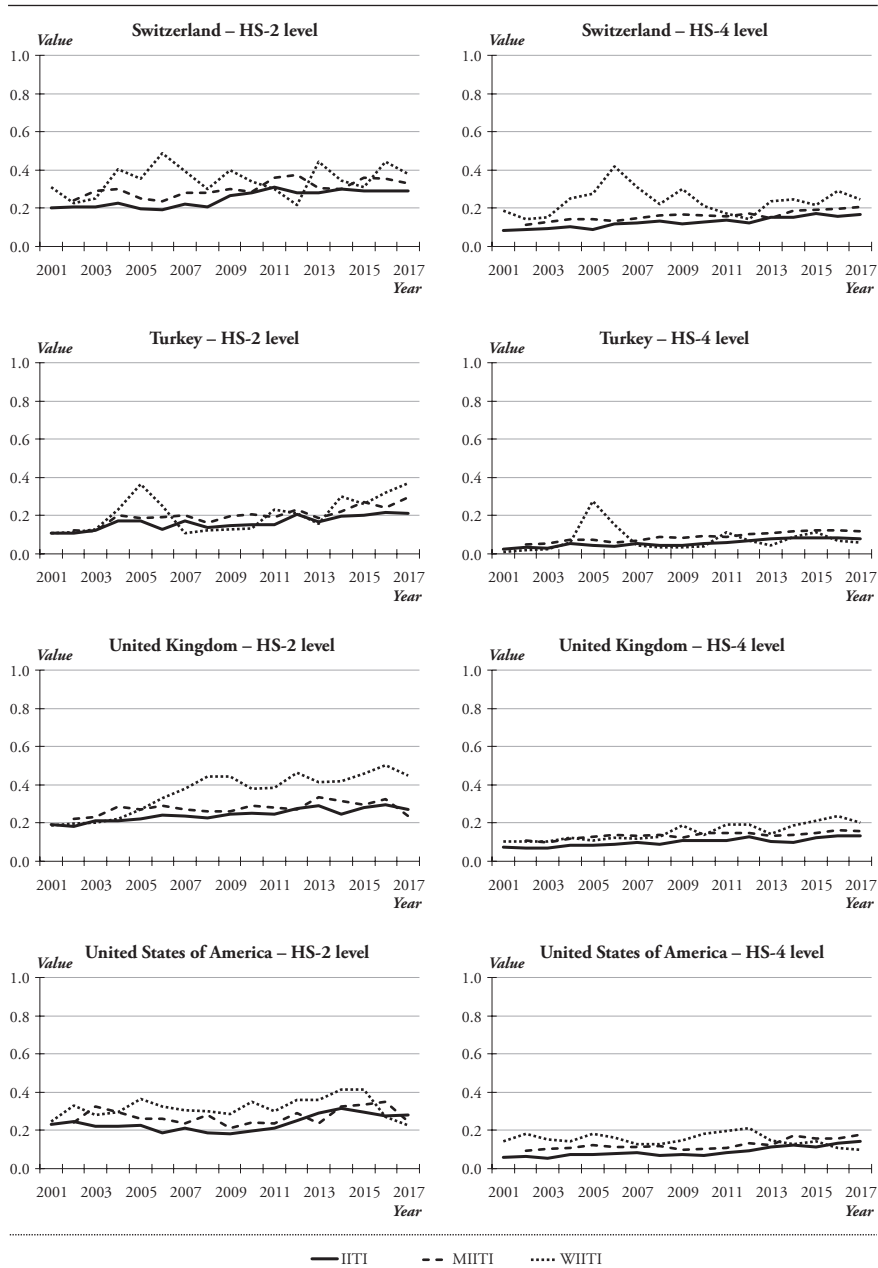 Switzerland – HS-2 level
Value
1.0
0.8
0.6
0.4
0.2
0.0
2001 2003 2005 2007 2009 2011 2013 2015 2017
Year
Switzerland – HS-4 level
Value
1.0
0.8
0.6
0.4
0.2
0.0
2001 2003 2005 2007 2009 2011 2013 2015 2017
Year
Turkey – HS-2 level
Value
1.0
0.8
0.6
0.4
0.2
0.0
2001 2003 2005 2007 2009 2011 2013 2015 2017
Year
Turkey – HS-4 level
Value
1.0
0.8
0.6
0.4
0.2
0.0
2001 2003 2005 2007 2009 2011 2013 2015 2017
Year
United Kingdom – HS-2 level
Value
1.0
0.8
0.6
0.4
0.2
0.0
2001 2003 2005 2007 2009 2011 2013 2015 2017
Year
United Kingdom – HS-4 level
Value
1.0
0.8
0.6
0.4
0.2
0.0
2001 2003 2005 2007 2009 2011 2013 2015 2017
Year
United States of America – HS-2 level
Value
1.0
0.8
0.6
0.4
0.2
0.0
2001 2003 2005 2007 2009 2011 2013 2015 2017
Year
United States of America – HS-4 level
Value
1.0
0.8
0.6
0.4
0.2
0.0
2001 2003 2005 2007 2009 2011 2013 2015 2017
Year
IITI MIITI WIITI